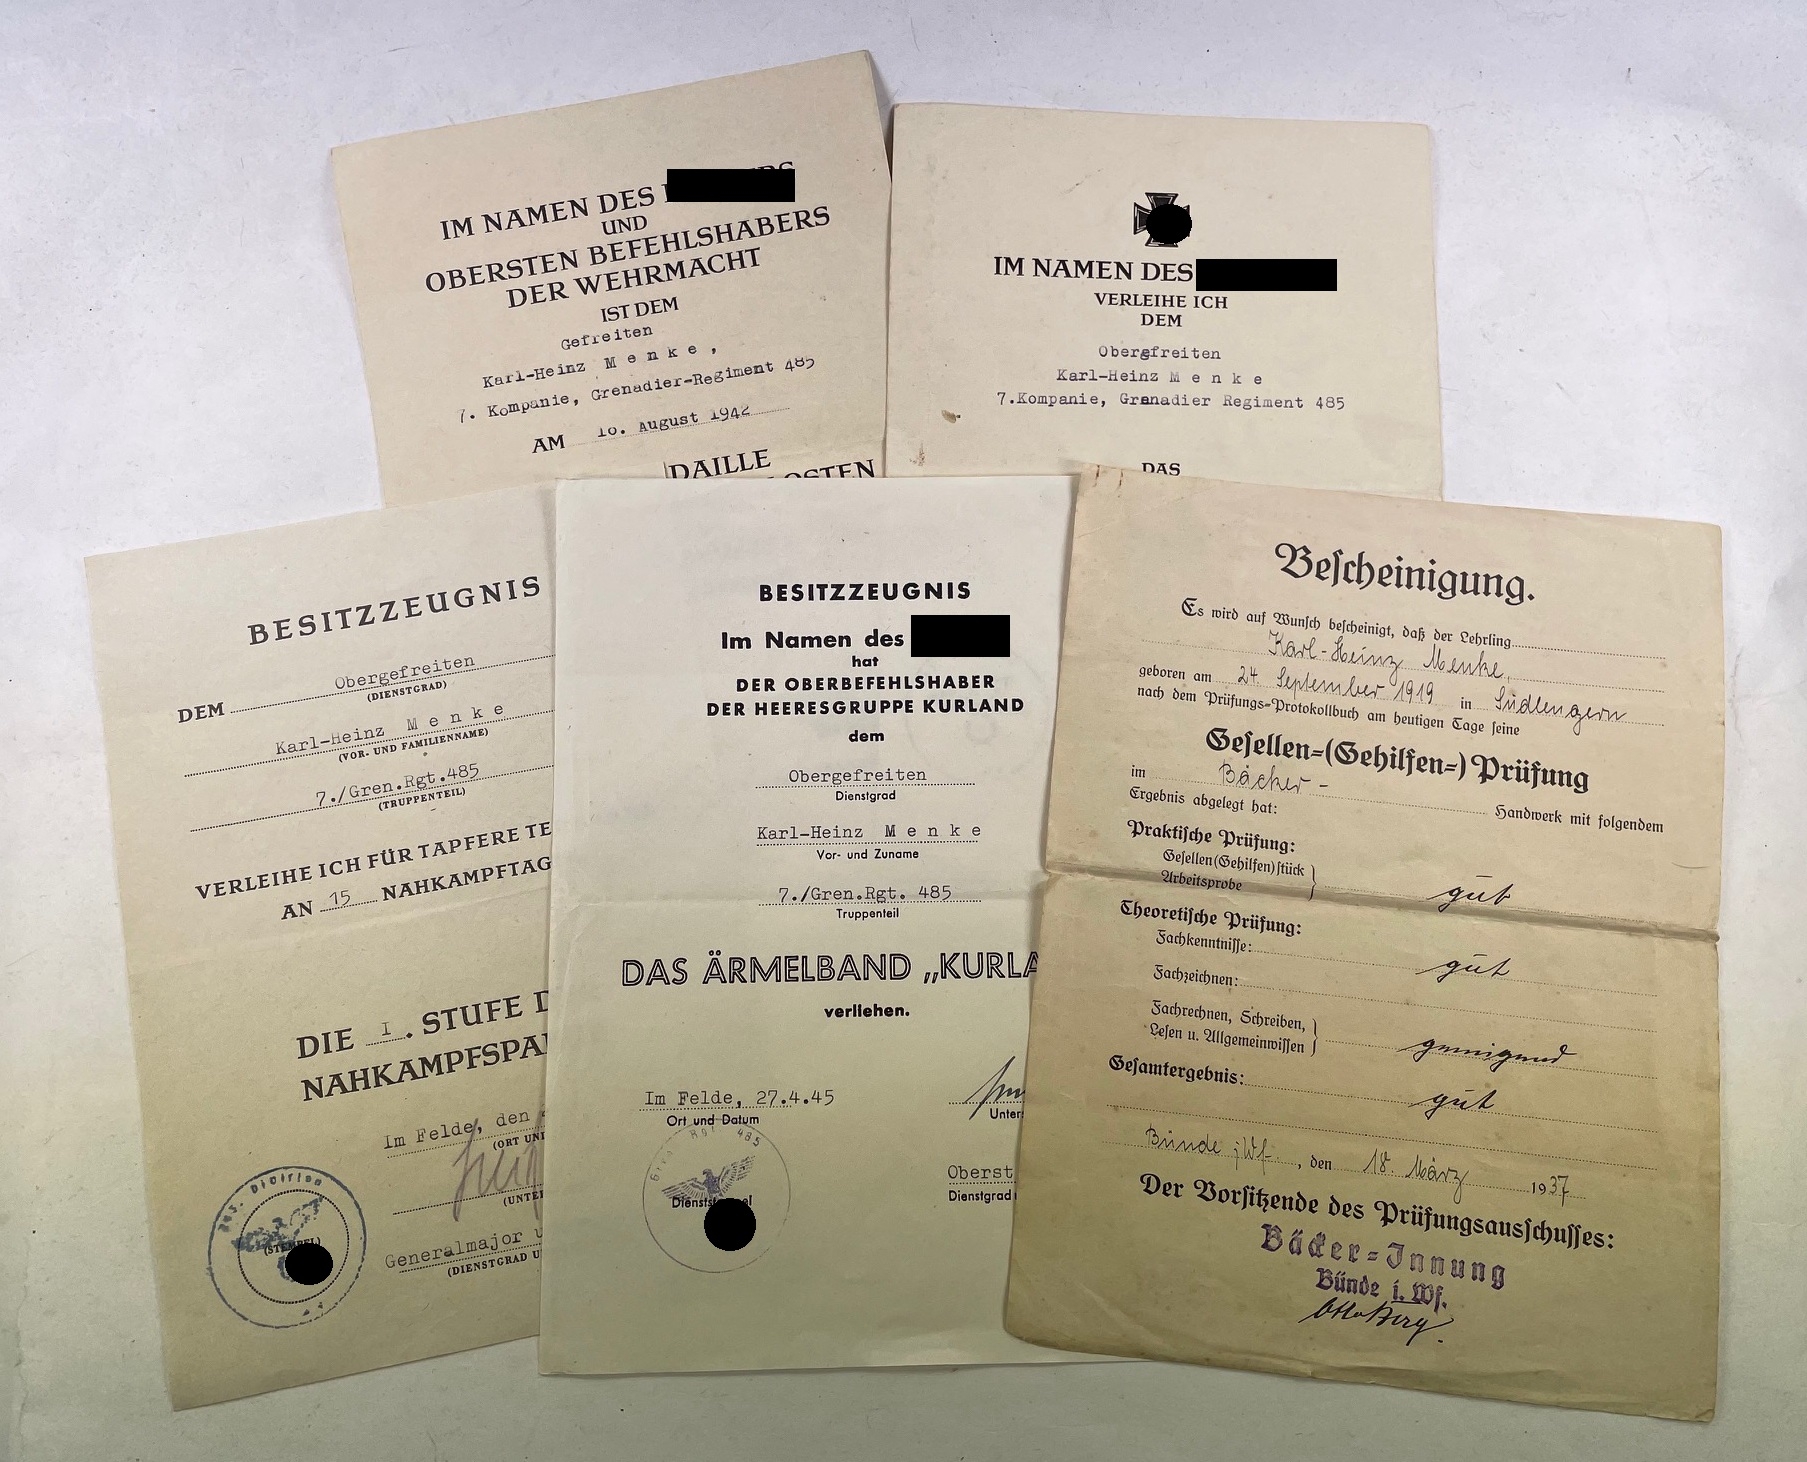 IM NAMEN DES
UND
OBERSTEN BEFEHLSHABERS
DER WEHRMACHT
IST DEM
Gefreiten
Karl-Heinz M e n k e ,
7. Kompanie, Grenadier-Regiment 485
AM 10. August 1942
DAILLE
OSTEN
IM NAMEN DES
VERLEIHE ICH
DEM
Obergfreiten
Karl-Heinz M e n k e
7.Kompanie, Grenadier Regiment 485
DAS
BESITZZEUGNIS
DEM Obergefreiten
(DIENSTGRAD)
Karl-Heinz M e n k e
(VOR- UND FAMILIENNAME)
7./Gren.Rgt.485
(TRUPPENTEIL)
VERLEIHE ICH FÜR TAPFERE TE
AN 15 NAHKAMPFTAG
DIE I. STUFE D
NAHKAMPFSPA
Im Felde, den
(ORT UN
(UNTE
Generalmajor u
(DIENSTGRAD U
Division
(STEMPEL)
BESITZZEUGNIS
Im Namen des
hat
DER OBERBEFEHLSHABER
DER HEERESGRUPPE KURLAND
dem
Obergefreiten
Dienstgrad
Karl-Heinz M e n k e
Vor- und Zuname
7./Gren.Rgt. 485
Truppenteil
DAS ÄRMELBAND „KURLA
verliehen.
Im Felde, 27.4.45
Ort und Datum
Unter
Rgt 485
Oberst
Dienstgrad
Bescheinigung.
Es wird auf Wunsch bescheinigt, daß der Lehrling
Karl-Heinz Menke,
geboren am 24. September 1919 in Südlengern
nach dem Prüfungs-Protokollbuch am heutigen Tage seine
Gesellen=(Gehilfen=) Prüfung
im Bäcker - Handwerk mit folgendem
Ergebnis abgelegt hat:
Praktische Prüfung:
Gesellen(Gehilfen)stück
Arbeitsprobe gut
Theoretische Prüfung:
Fachkenntnisse: gut
Fachzeichnen:
Fachrechnen, Schreiben,
Lesen u. Allgemeinwissen genügend
Gesamtergebnis: gut
Bünde i/Wf. , den 18. März 1937
Der Vorsitzende des Prüfungsausschusses:
Bäcker=Innung
Bünde i. Wf.
Otto Berg.